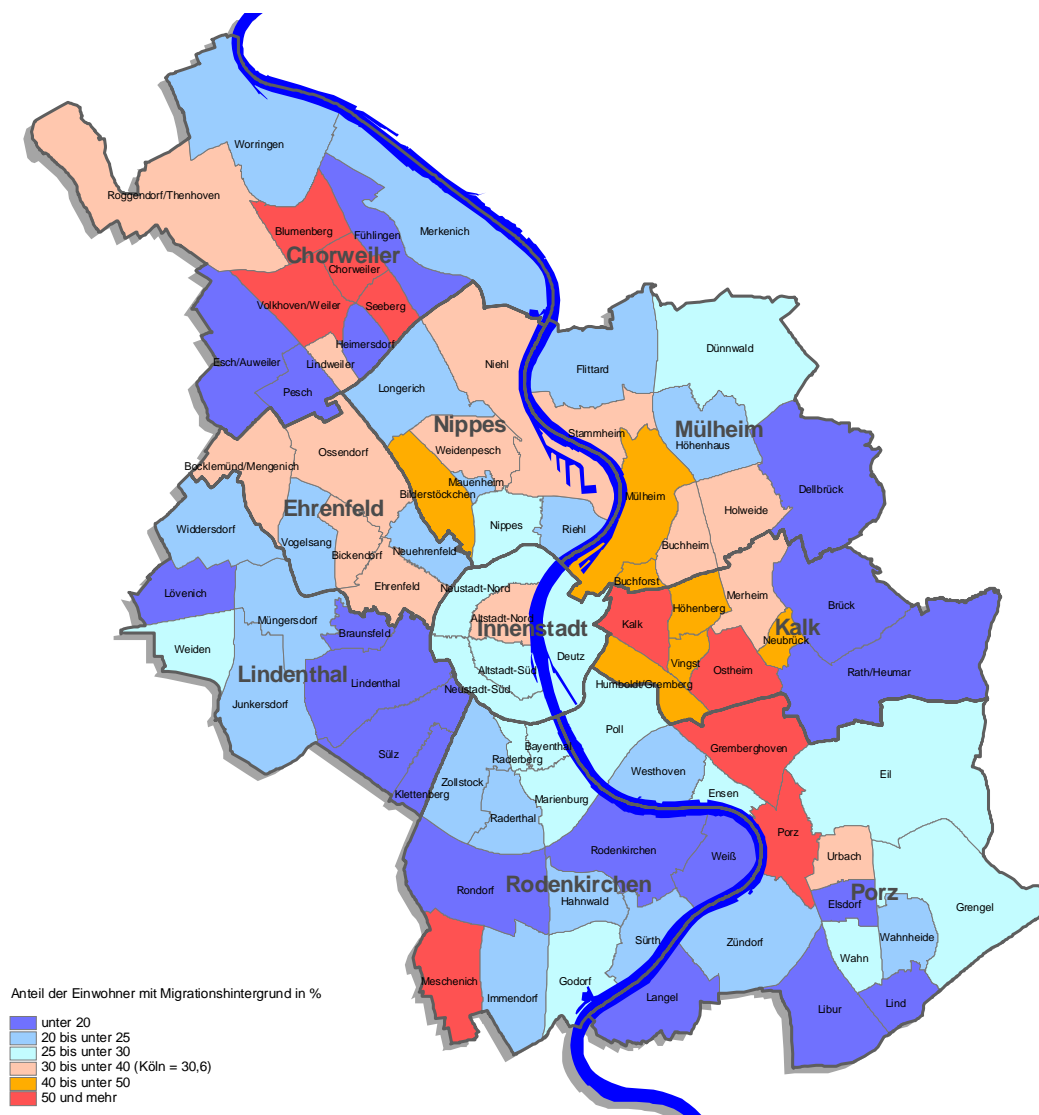 Worringen
Roggendorf/Thenhoven
Blumenberg
Fühlingen
Merkenich
Chorweiler
Chorweiler
Volkhoven/Weiler
Seeberg
Heimersdorf
Esch/Auweiler
Lindweiler
Pesch
Niehl
Longerich
Flittard
Dünnwald
Nippes
Stammheim
Mülheim
Höhenhaus
Weidenpesch
Ossendorf
Bocklemünd/Mengenich
Mauenheim
Bilderstöckchen
Mülheim
Dellbrück
Holweide
Ehrenfeld
Widdersdorf
Vogelsang
Nippes
Riehl
Buchheim
Bickendorf
Neuehrenfeld
Ehrenfeld
Neustadt-Nord
Buchforst
Lövenich
Merheim
Brück
Höhenberg
Altstadt-Nord
Innenstadt
Kalk
Kalk
Neubrück
Müngersdorf
Braunsfeld
Weiden
Deutz
Vingst
Ostheim
Rath/Heumar
Lindenthal
Lindenthal
Altstadt-Süd
Neustadt-Süd
Humboldt/Gremberg
Junkersdorf
Poll
Bayenthal
Raderberg
Gremberghoven
Sülz
Eil
Westhoven
Zollstock
Klettenberg
Marienburg
Ensen
Raderthal
Porz
Rodenkirchen
Weiß
Urbach
Rondorf
Rodenkirchen
Porz
Hahnwald
Elsdorf
Grengel
Sürth
Zündorf
Wahnheide
Wahn
Meschenich
Immendorf
Godorf
Langel
Libur
Lind
Anteil der Einwohner mit Migrationshintergrund in %
unter 20
20 bis unter 25
25 bis unter 30
30 bis unter 40 (Köln = 30,6)
40 bis unter 50
50 und mehr